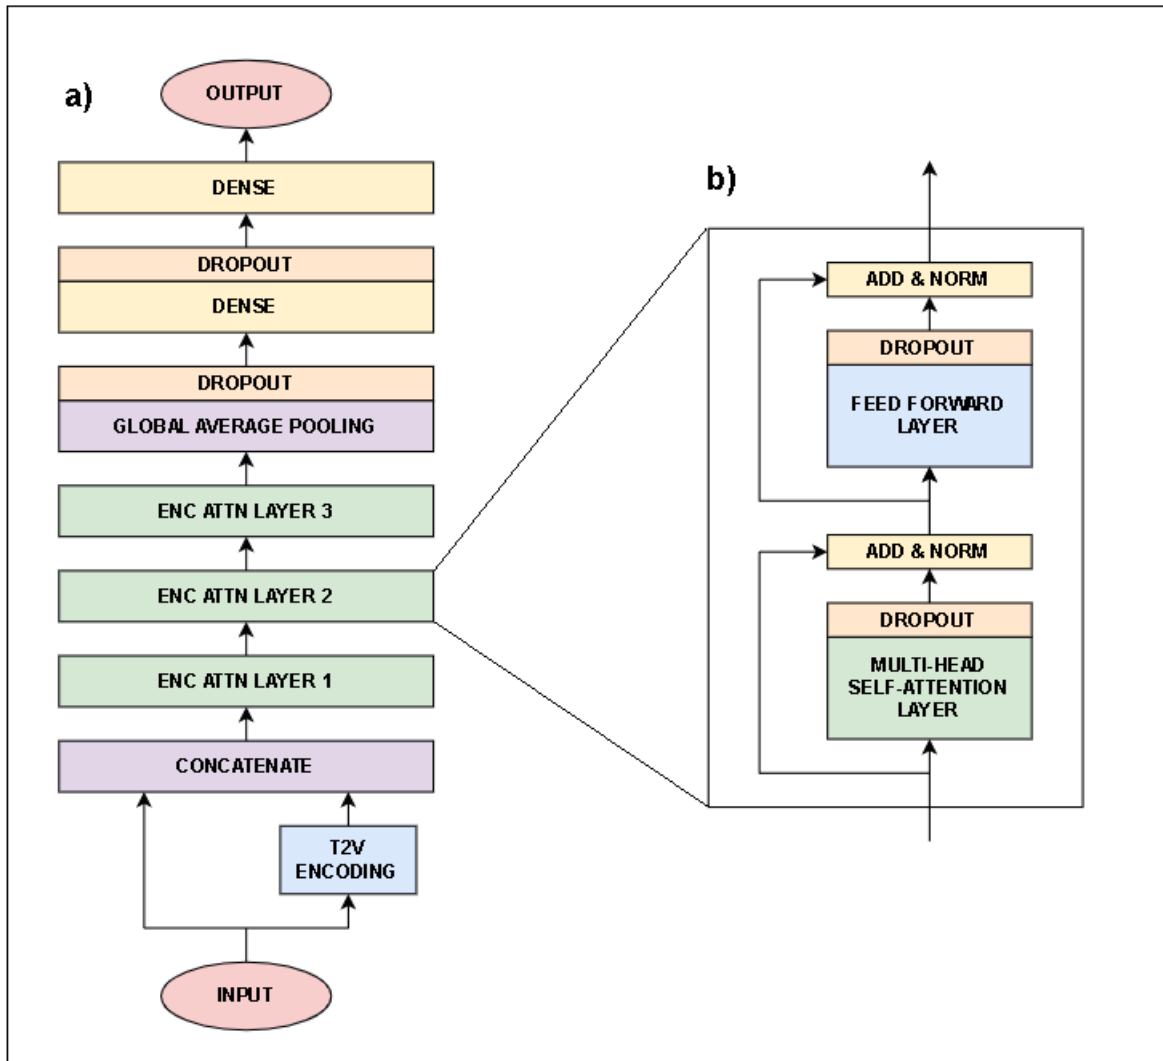 a)
OUTPUT
DENSE
DROPOUT
DENSE
DROPOUT
GLOBAL AVERAGE POOLING
ENC ATTN LAYER 3
ENC ATTN LAYER 2
ENC ATTN LAYER 1
CONCATENATE
T2V
ENCODING
INPUT
b)
ADD & NORM
DROPOUT
FEED FORWARD
LAYER
ADD & NORM
DROPOUT
MULTI-HEAD
SELF-ATTENTION
LAYER